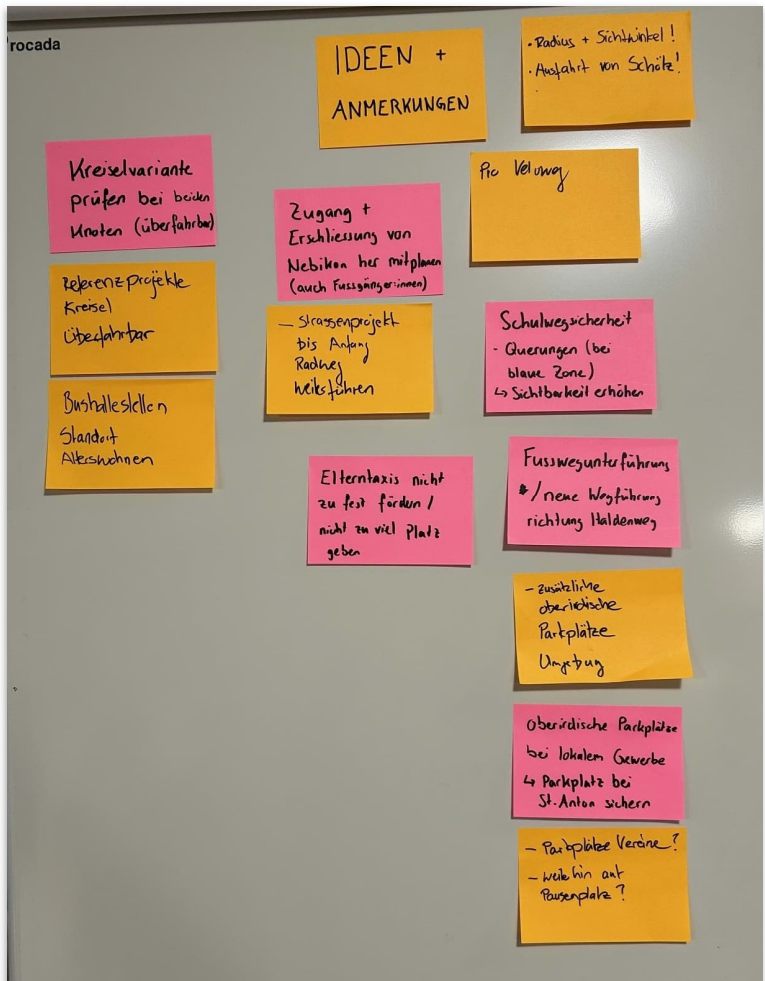 rocada
IDEEN +
ANMERKUNGEN
• Radius + Sichtwinkel!
• Ausfahrt von Schötz!
Kreiselvariante
prüfen bei beiden
Knoten (überfahrbar)
Referenzprojekte
Kreisel
Überfahrbar
Bushaltestellen
Standort
Alterswohnen
Zugang +
Erschliessung von
Nebikon her mitplanen
(auch Fussgänger:innen)
– Strassenprojekt
bis Anfang
Radweg
weiterführen
Elterntaxis nicht
zu fest fördern /
nicht zu viel Platz
geben
Pro Veloweg
Schulwegsicherheit
- Querungen (bei
blaue Zone)
↳ Sichtbarkeit erhöhen
Fusswegunterführung
/ neue Wegführung
richtung Haldenweg
– zusätzliche
oberirdische
Parkplätze
Umgebung
oberirdische Parkplätze
bei lokalem Gewerbe
↳ Parkplatz bei
St. Anton sichern
– Parkplätze Vereine?
– weiterhin auf
Pausenplatz?